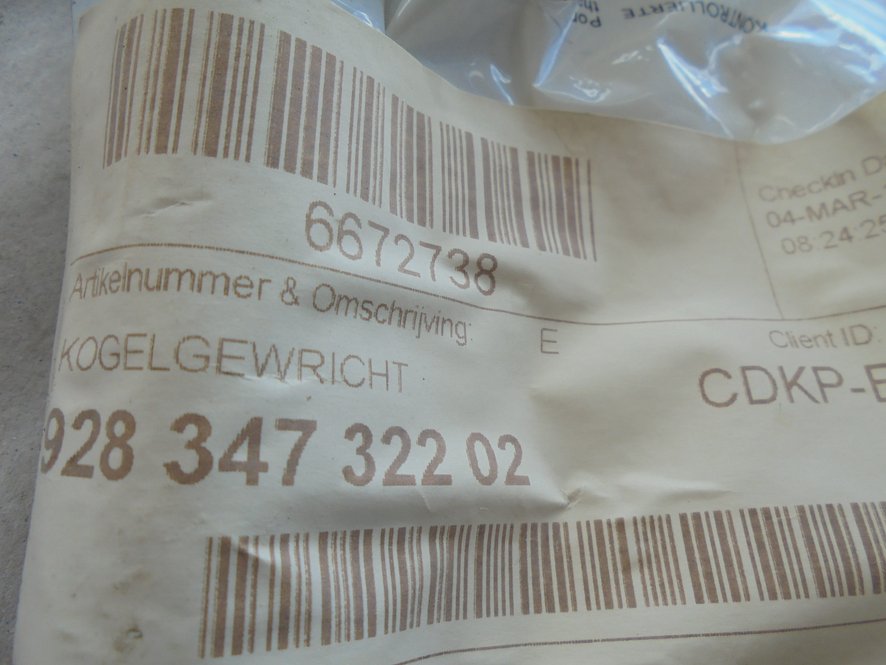 KONTROLLIERTE
6672738
Checkin D
04-MAR-
08:24:25
Artikelnummer & Omschrijving:
E
Client ID:
KOGELGEWRICHT
CDKP-E
928 347 322 02